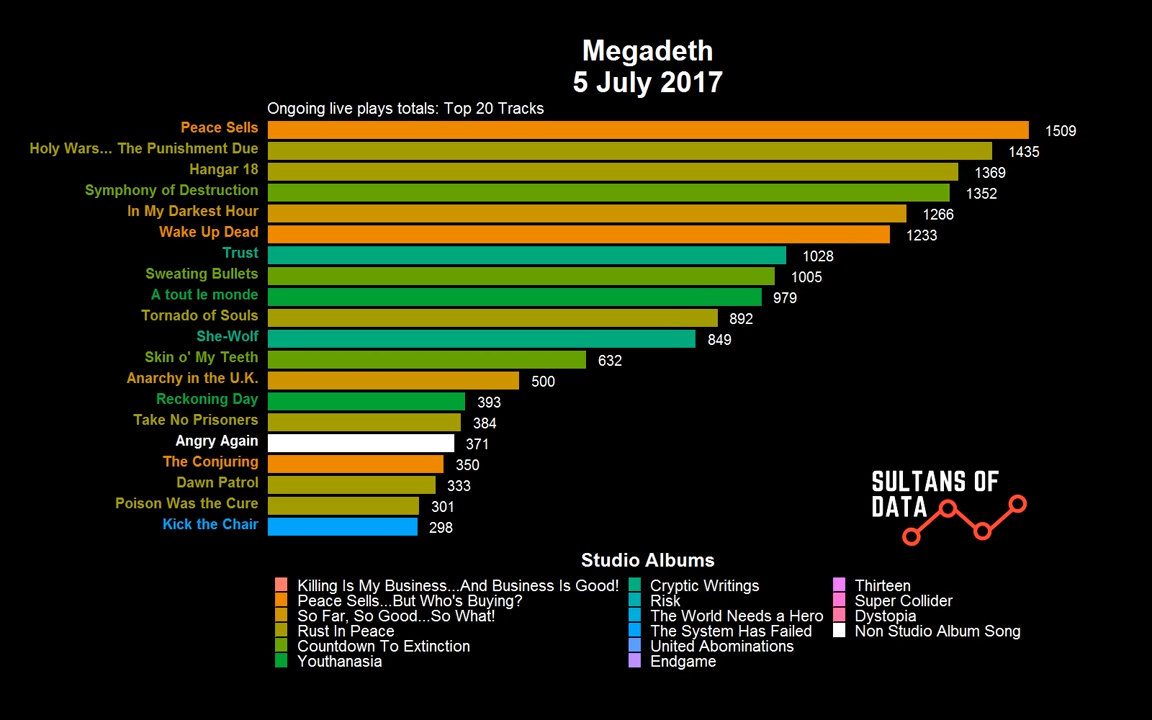 Megadeth
5 July 2017
Ongoing live plays totals: Top 20 Tracks
Peace Sells 1509
Holy Wars... The Punishment Due 1435
Hangar 18 1369
Symphony of Destruction 1352
In My Darkest Hour 1266
Wake Up Dead 1233
Trust 1028
Sweating Bullets 1005
A tout le monde 979
Tornado of Souls 892
She-Wolf 849
Skin o' My Teeth 632
Anarchy in the U.K. 500
Reckoning Day 393
Take No Prisoners 384
Angry Again 371
The Conjuring 350
Dawn Patrol 333
Poison Was the Cure 301
Kick the Chair 298
SULTANS OF
DATA
Studio Albums
Killing Is My Business...And Business Is Good!
Peace Sells...But Who's Buying?
So Far, So Good...So What!
Rust In Peace
Countdown To Extinction
Youthanasia
Cryptic Writings
Risk
The World Needs a Hero
The System Has Failed
United Abominations
Endgame
Thirteen
Super Collider
Dystopia
Non Studio Album Song